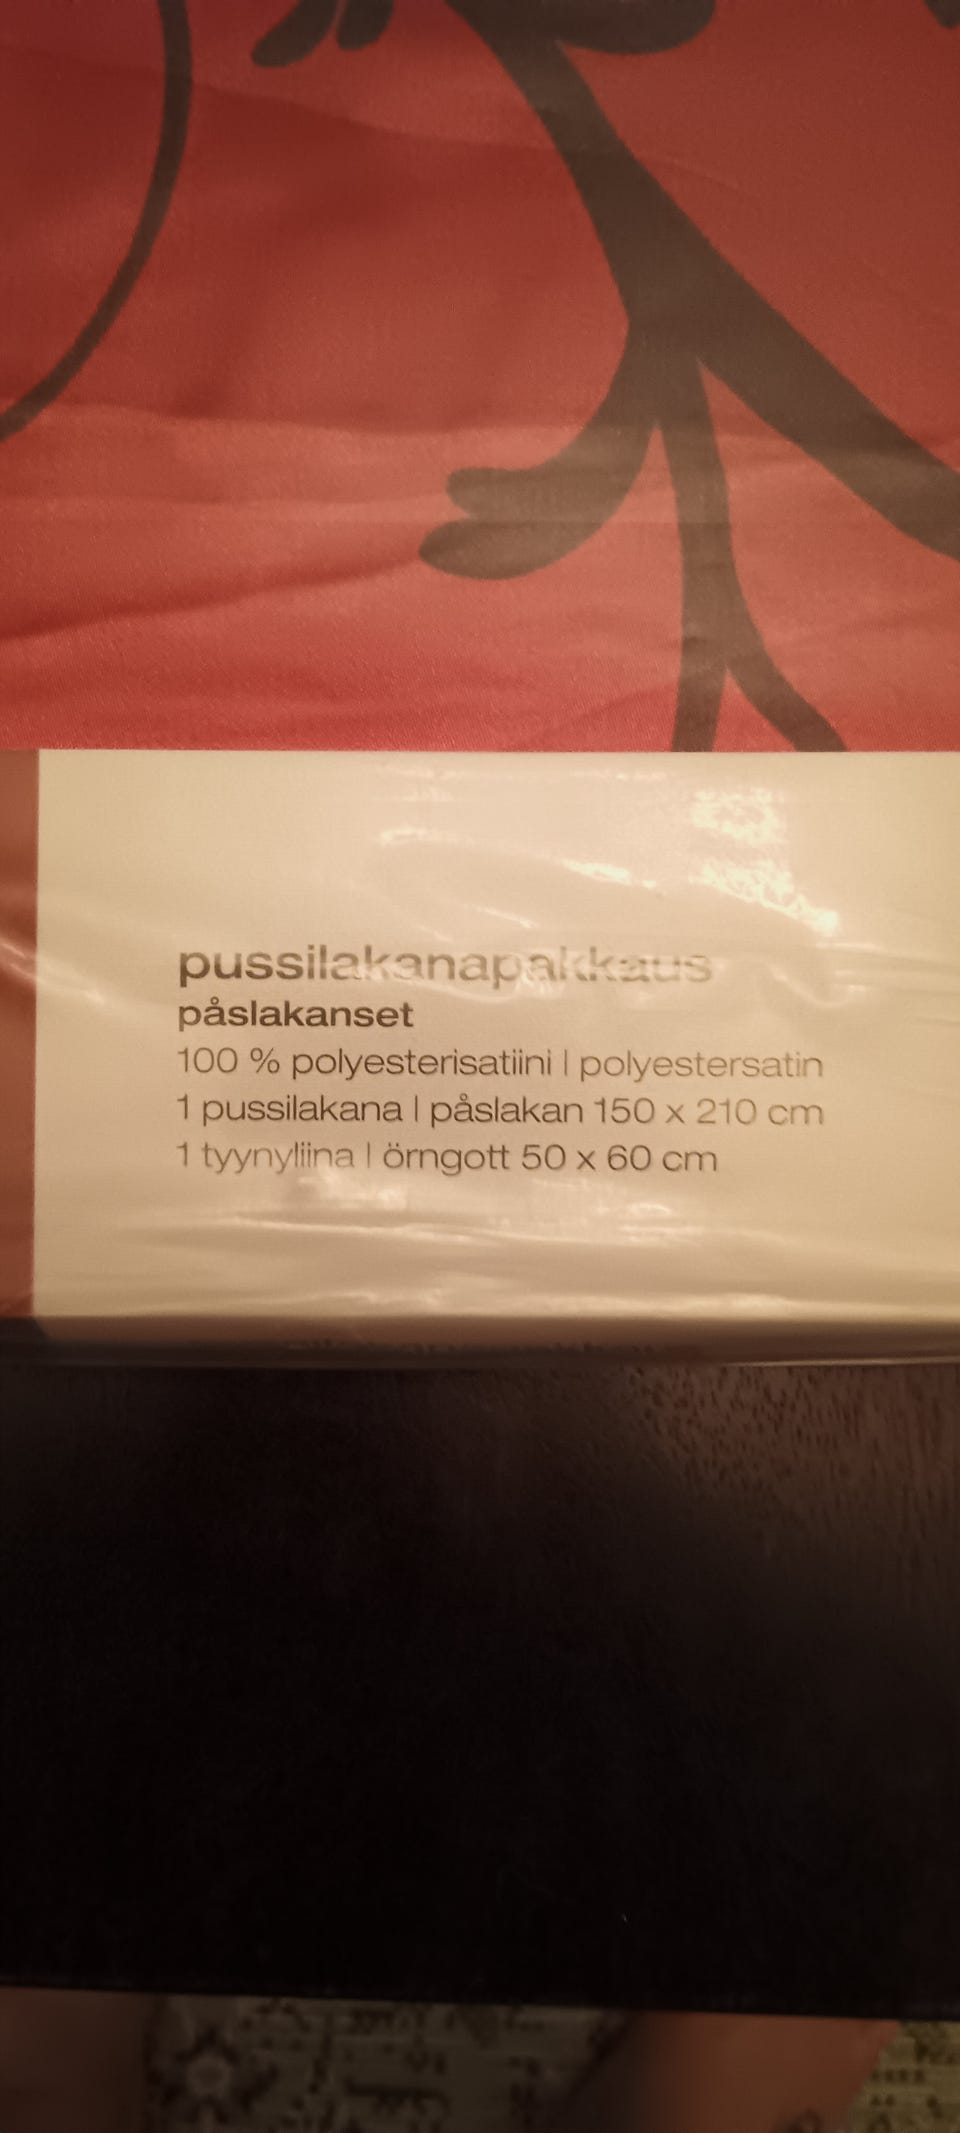 pussilakanapakkaus
påslakanset
100 % polyesterisatiini | polyestersatin
1 pussilakana | påslakan 150 x 210 cm
1 tyynyliina | örngott 50 x 60 cm